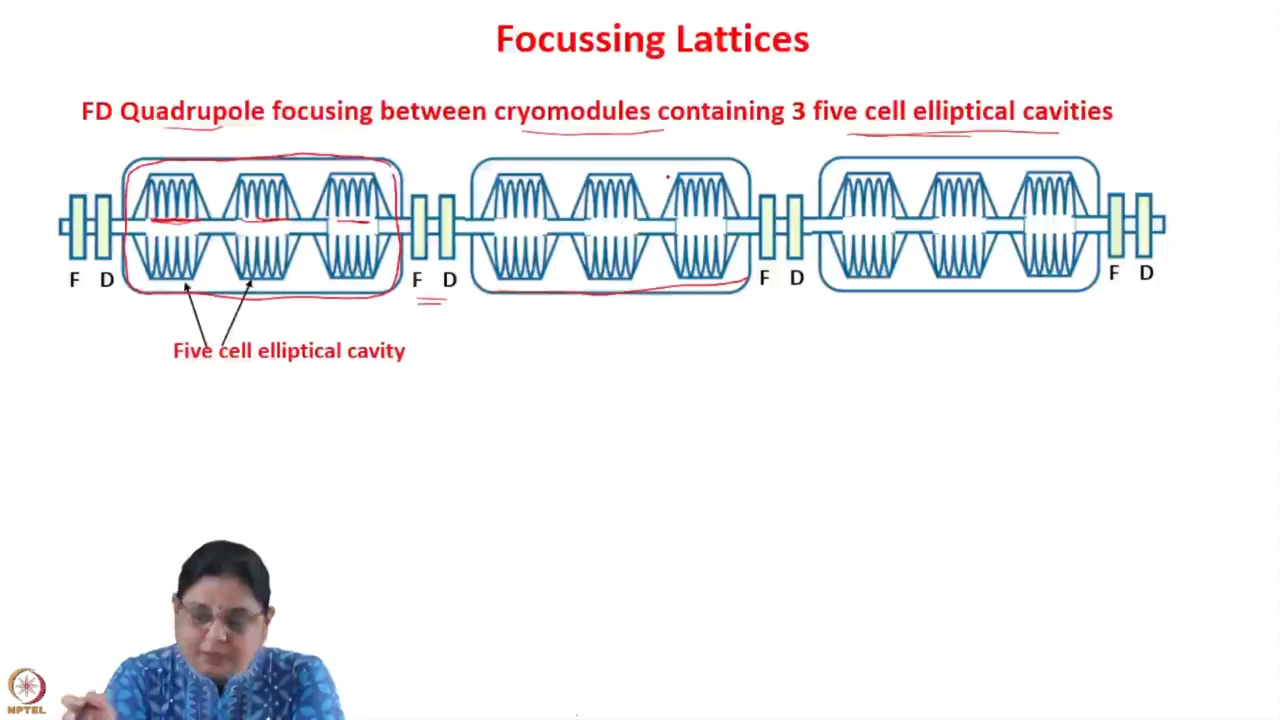 Focussing Lattices
FD Quadrupole focusing between cryomodules containing 3 five cell elliptical cavities
F D F D F D F D
Five cell elliptical cavity
NPTEL